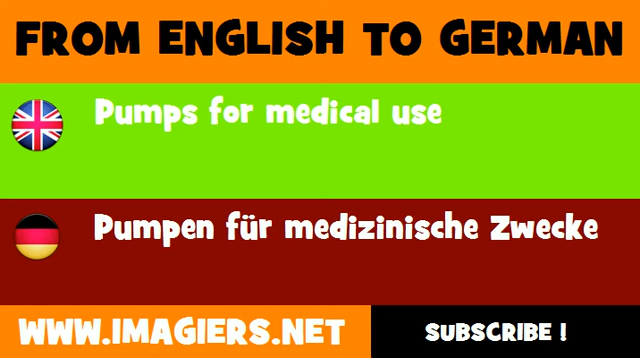 FROM ENGLISH TO GERMAN
Pumps for medical use
Pumpen für medizinische Zwecke
WWW.IMAGIERS.NET
SUBSCRIBE !